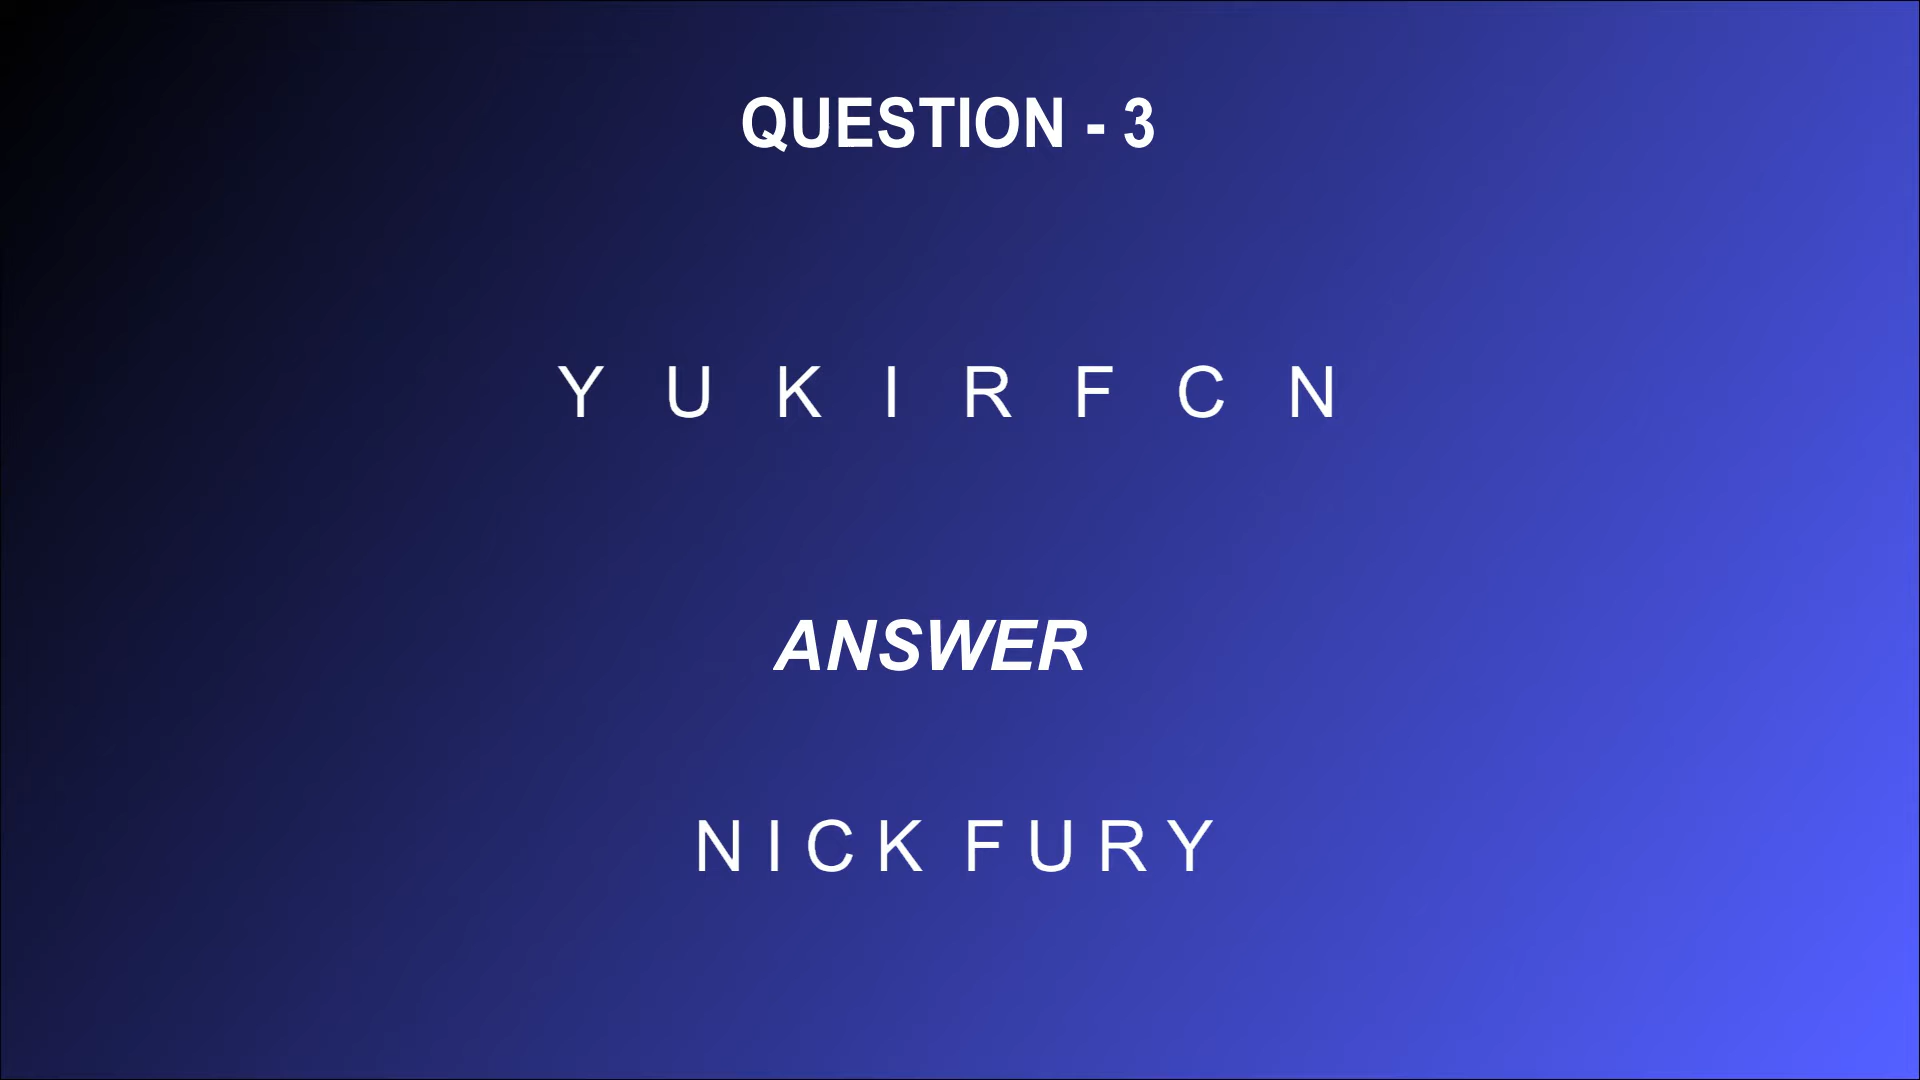 QUESTION - 3
Y U K I R F C N
ANSWER
N I C K F U R Y